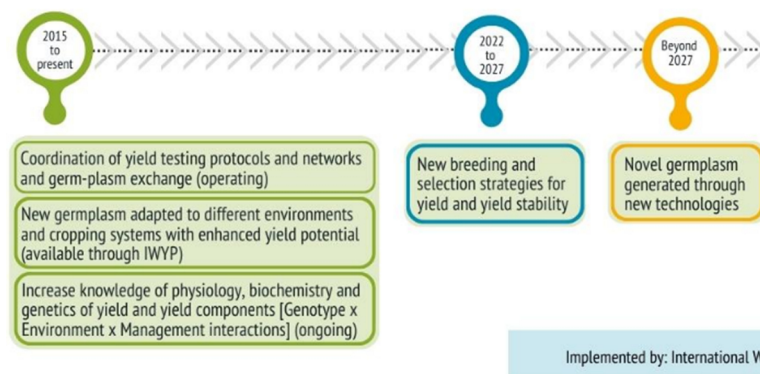 2015
to
present
2022
to
2027
Beyond
2027
Coordination of yield testing protocols and networks
and germ-plasm exchange (operating)
New germplasm adapted to different environments
and cropping systems with enhanced yield potential
(available through IWYP)
Increase knowledge of physiology, biochemistry and
genetics of yield and yield components [Genotype x
Environment x Management interactions] (ongoing)
New breeding and
selection strategies for
yield and yield stability
Novel germplasm
generated through
new technologies
Implemented by: International W